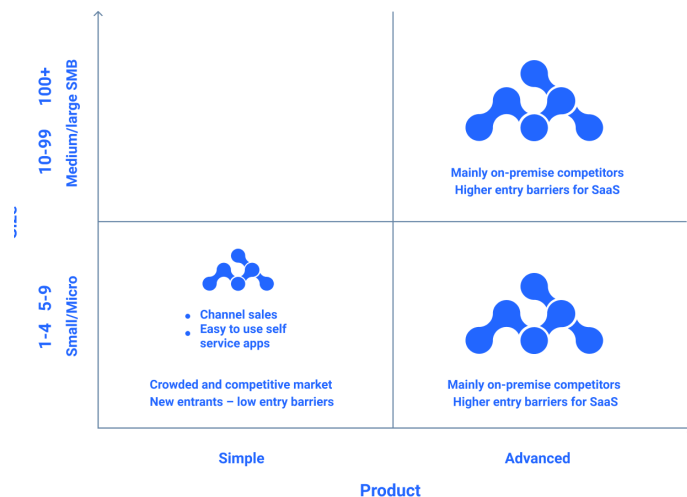 100+
10-99
Medium/large SMB
Mainly on-premise competitors
Higher entry barriers for SaaS
5-9
1-4
Small/Micro
Channel sales
Easy to use self
service apps
Crowded and competitive market
New entrants – low entry barriers
Mainly on-premise competitors
Higher entry barriers for SaaS
Simple
Advanced
Product